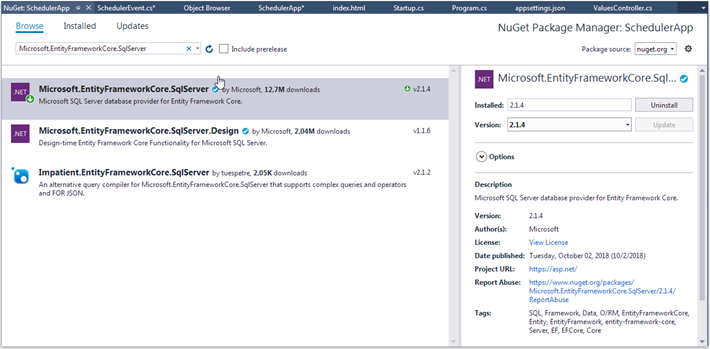 NuGet: SchedulerApp SchedulerEvent.cs* Object Browser SchedulerApp* index.html Startup.cs Program.cs appsettings.json ValuesController.cs
Browse Installed Updates NuGet Package Manager: SchedulerApp
Microsoft.EntityFrameworkCore.SqlServer Include prerelease Package source: nuget.org
.NET Microsoft.EntityFrameworkCore.SqlServer by Microsoft, 12,7M downloads v2.1.4
Microsoft SQL Server database provider for Entity Framework Core.
.NET Microsoft.EntityFrameworkCore.SqlServer.Design by Microsoft, 2,04M downloads v1.1.6
Design-time Entity Framework Core Functionality for Microsoft SQL Server.
Impatient.EntityFrameworkCore.SqlServer by tuespetre, 2,05K downloads v2.1.2
An alternative query compiler for Microsoft.EntityFrameworkCore.SqlServer that supports complex queries and operators
and FOR JSON.
.NET Microsoft.EntityFrameworkCore.Sql...
Installed: 2.1.4 Uninstall
Version: 2.1.4 Update
Options
Description
Microsoft SQL Server database provider for Entity Framework Core.
Version: 2.1.4
Author(s): Microsoft
License: View License
Date published: Tuesday, October 02, 2018 (10/2/2018)
Project URL: https://asp.net/
Report Abuse: https://www.nuget.org/packages/
Microsoft.EntityFrameworkCore.SqlServer/2.1.4/
ReportAbuse
Tags: SQL, Framework, Data, O/RM, EntityFrameworkCore,
Entity, EntityFramework, entity-framework-core,
Server, EF, EFCore, Core